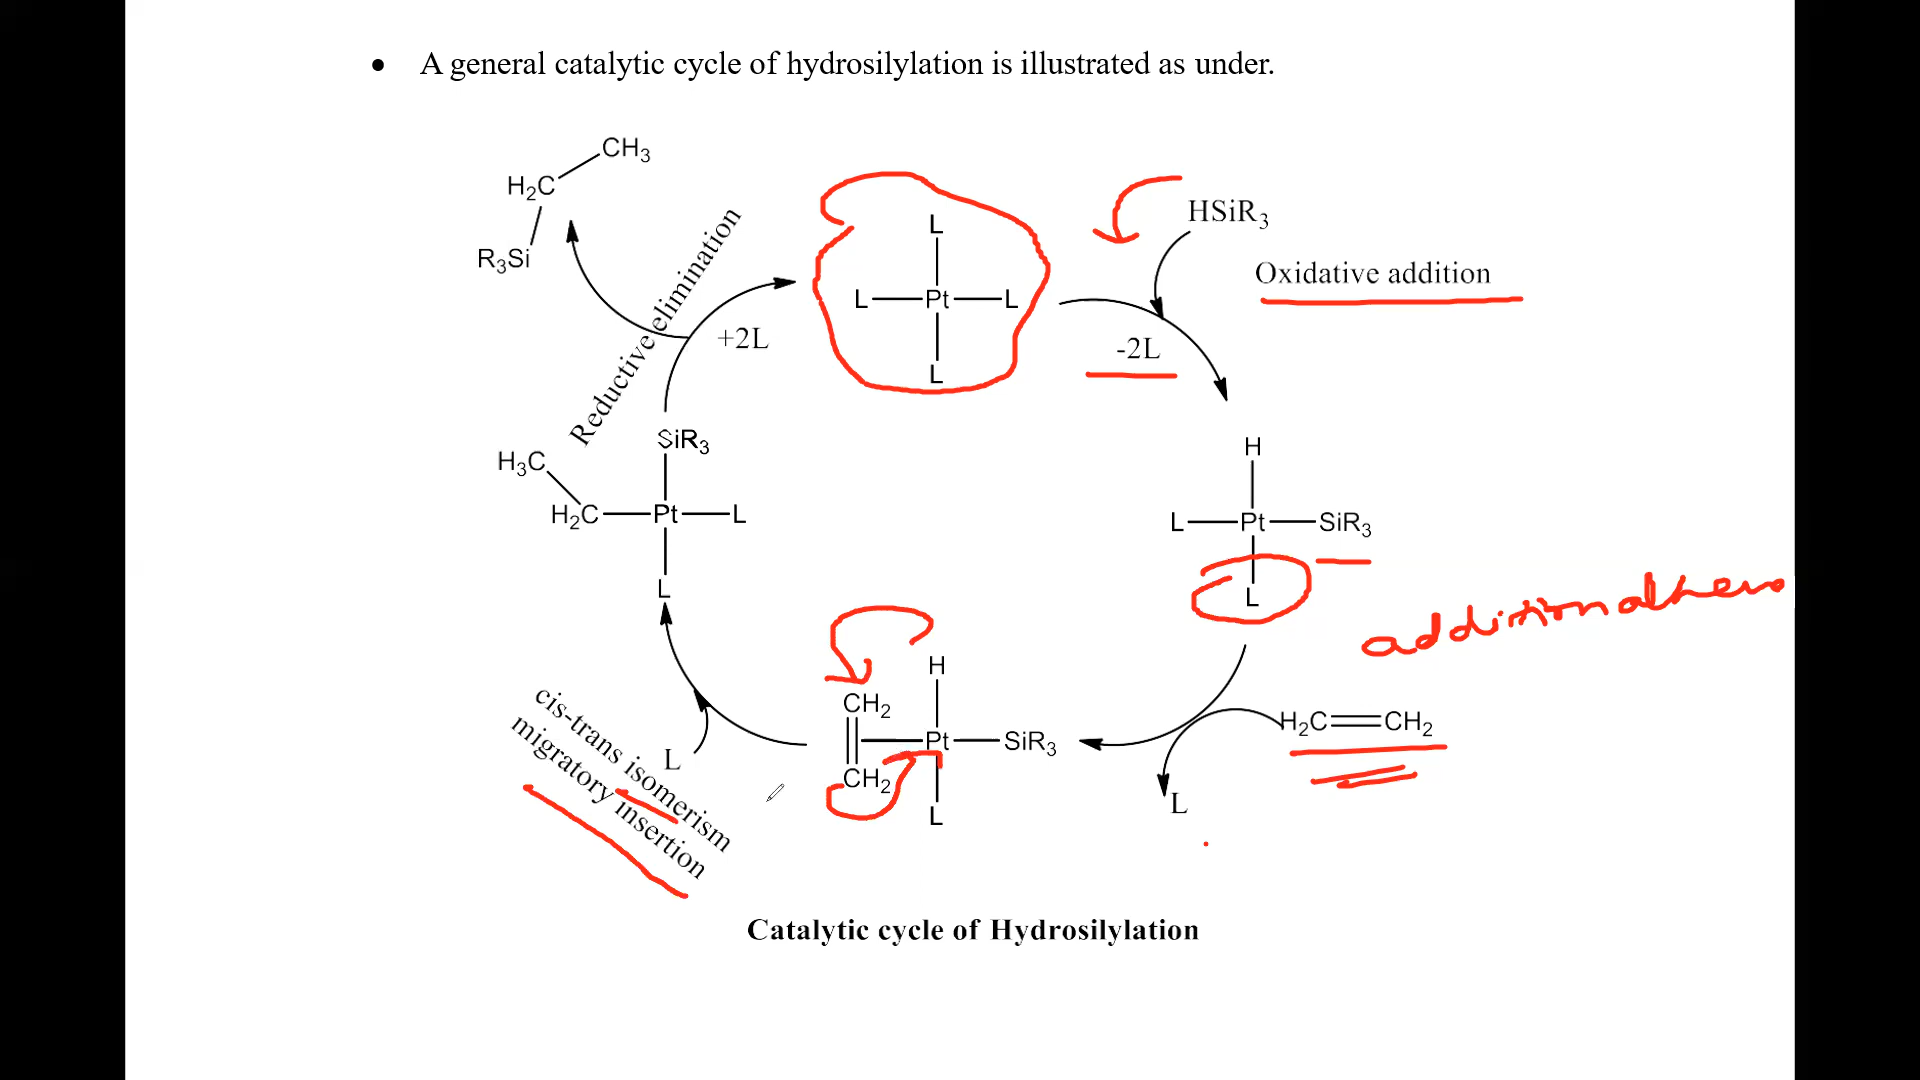 • A general catalytic cycle of hydrosilylation is illustrated as under.
CH3
H2C
R3Si
Reductive elimination
+2L
L
L—Pt—L
L
HSiR3
Oxidative addition
-2L
H
L—Pt—SiR3
L
addition alkene
H2C=CH2
L
H
CH2
Pt—SiR3
CH2
L
L
cis-trans isomerism
migratory insertion
SiR3
H3C
H2C—Pt—L
L
Catalytic cycle of Hydrosilylation